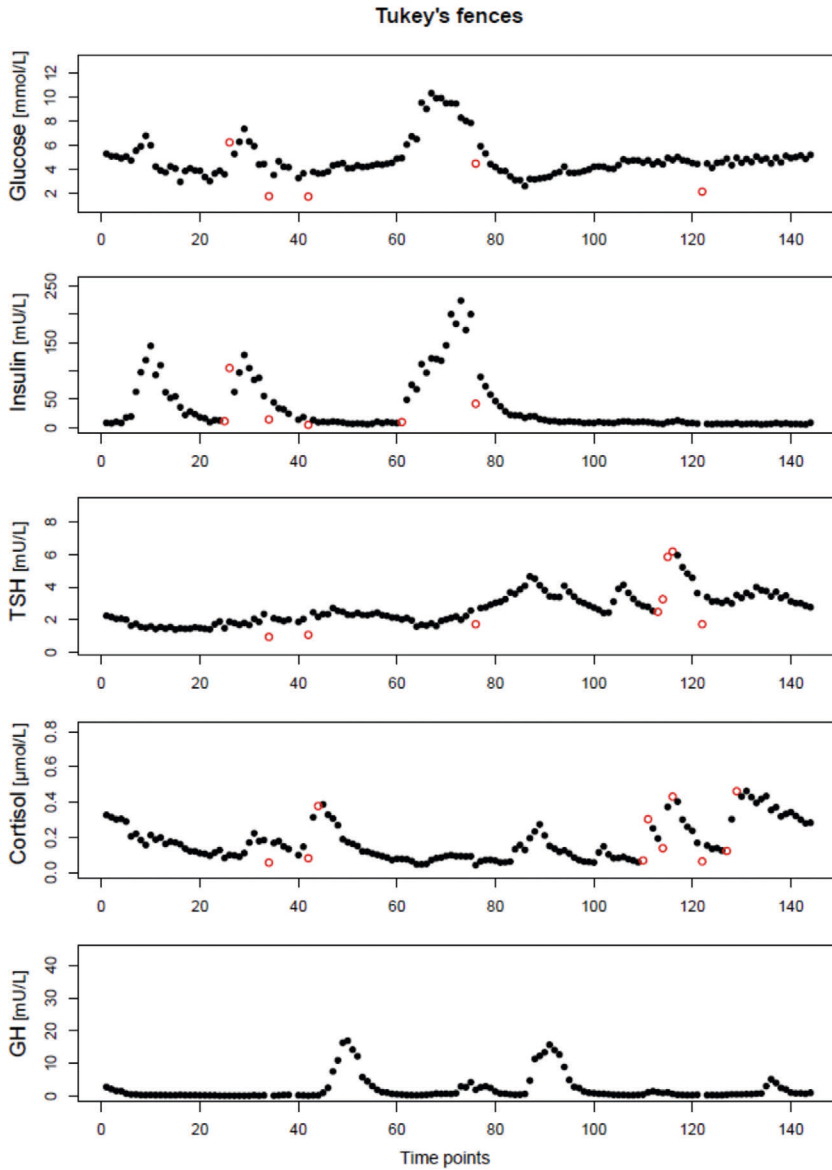 Tukey's fences
Glucose [mmol/L]
12
10
8
6
4
2
0 20 40 60 80 100 120 140
Insulin [mU/L]
250
150
50
0
0 20 40 60 80 100 120 140
TSH [mU/L]
8
6
4
2
0
0 20 40 60 80 100 120 140
Cortisol [µmol/L]
0.8
0.6
0.4
0.2
0.0
0 20 40 60 80 100 120 140
GH [mU/L]
40
30
20
10
0
0 20 40 60 80 100 120 140
Time points